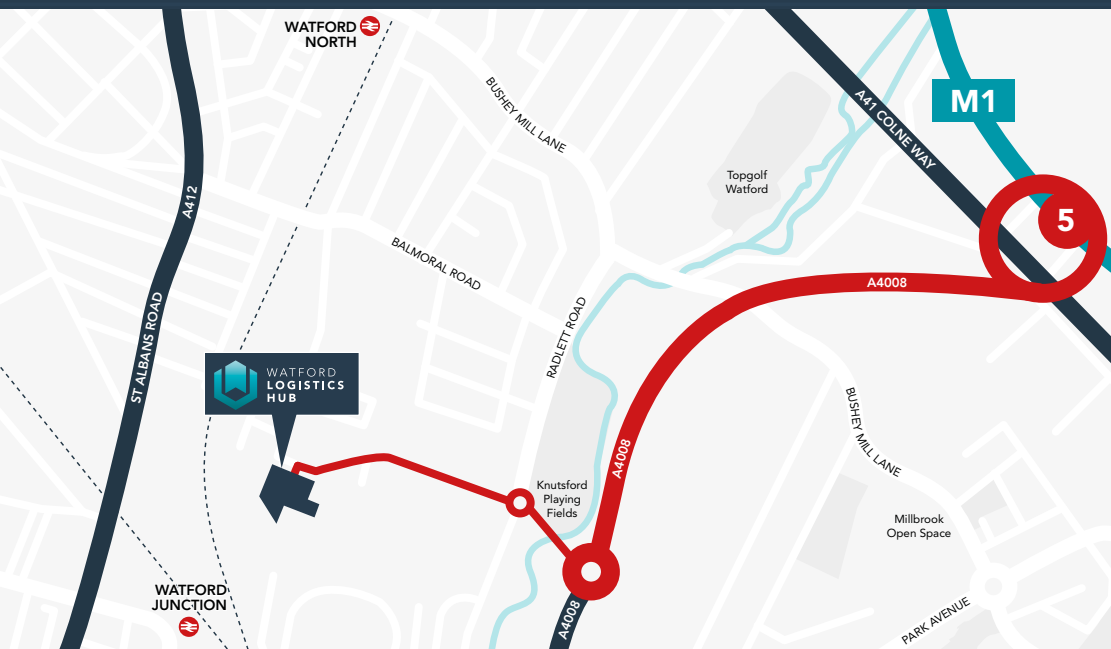 WATFORD
NORTH
BUSHEY MILL LANE
A41 COLNE WAY
M1
Topgolf
Watford
A412
5
BALMORAL ROAD
A4008
RADLETT ROAD
ST ALBANS ROAD
WATFORD
LOGISTICS
HUB
BUSHEY MILL LANE
A4008
Knutsford
Playing
Fields
Millbrook
Open Space
WATFORD
JUNCTION
A4008
PARK AVENUE